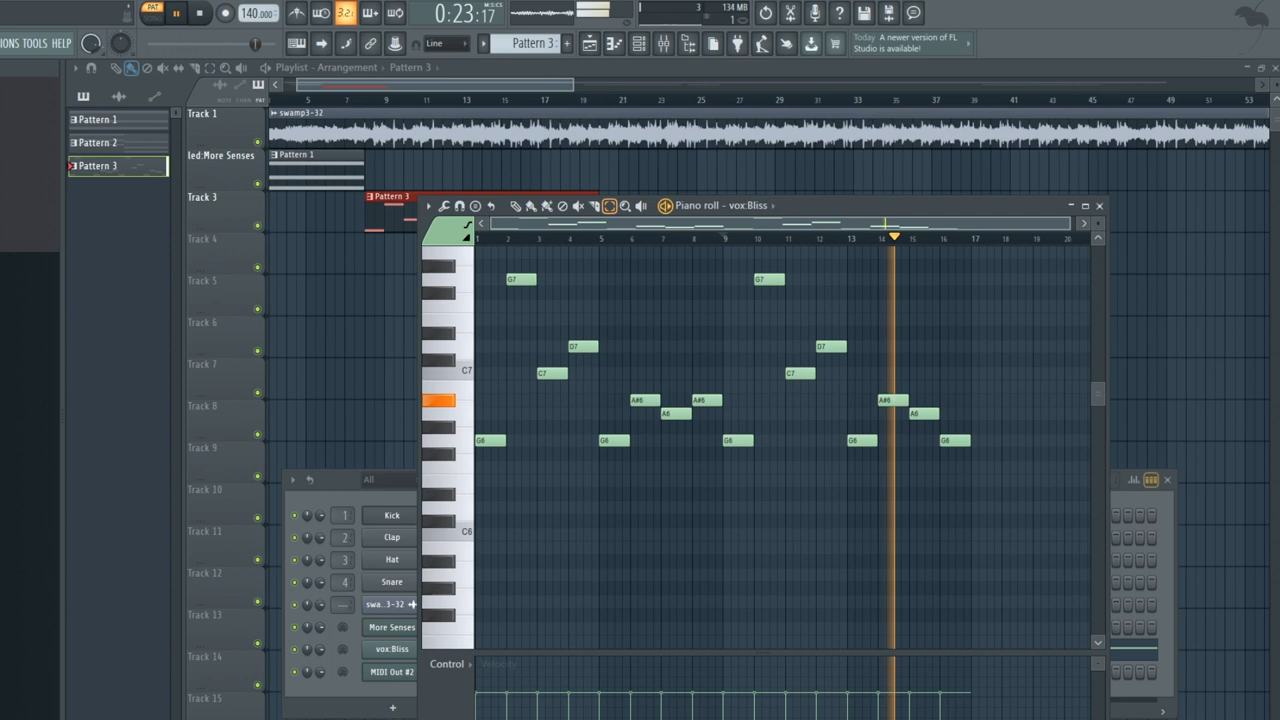 PAT
SONG
140.000
3.2.
0:23:17
M:S:CS
3
134 MB
1
Today A newer version of FL
Studio is available!
IONS TOOLS HELP
Line
Pattern 3
+
Playlist - Arrangement › Pattern 3 ›
NOTE CHAN PAT
5 7 9 11 13 15 17 19 21 23 25 27 29 31 33 35 37 39 41 43 45 47 49 51 53
Pattern 1
Pattern 2
Pattern 3
Track 1
swamp3-32
led:More Senses
Pattern 1
Track 3
Pattern 3
Track 4
Track 5
Track 6
Track 7
Track 8
Track 9
Track 10
Track 11
Track 12
Track 13
Track 14
Track 15
Piano roll - vox:Bliss
1 2 3 4 5 6 7 8 9 10 11 12 13 14 15 16 17 18 19 20
G7 G7
D7 D7
C7 C7 C7
A#6 A#6 A#6
A6 A6
G6 G6 G6 G6 G6
C6
Control
Velocity
All
1 Kick
2 Clap
3 Hat
4 Snare
--- swa..3-32
More Senses
vox:Bliss
MIDI Out #2
+